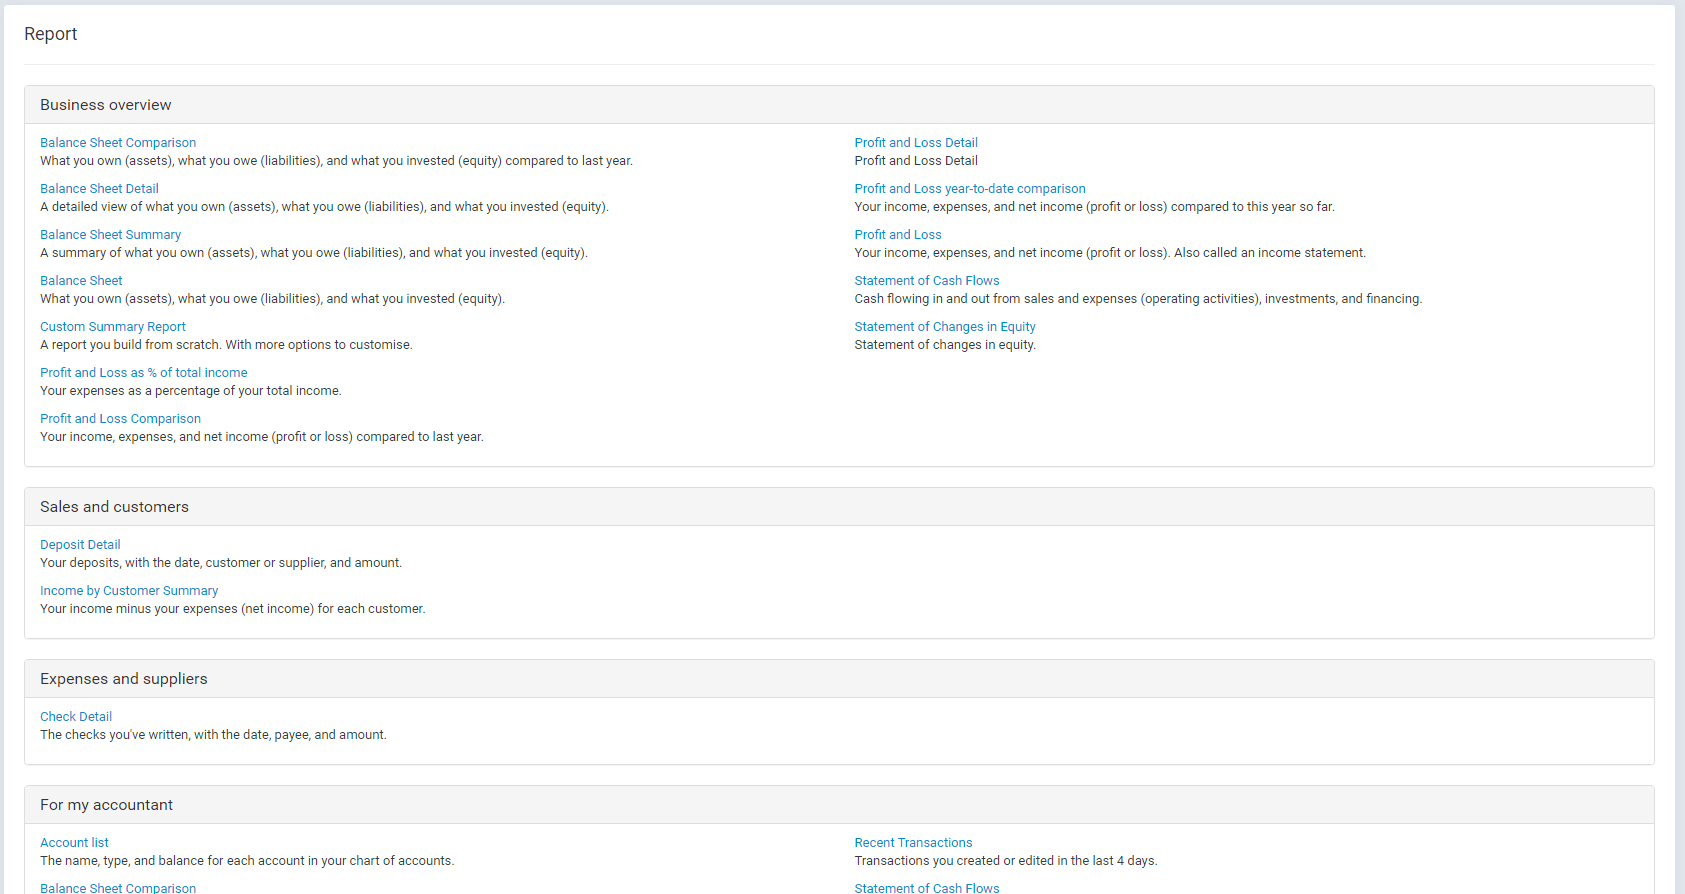 Report
Business overview
Balance Sheet Comparison
What you own (assets), what you owe (liabilities), and what you invested (equity) compared to last year.
Balance Sheet Detail
A detailed view of what you own (assets), what you owe (liabilities), and what you invested (equity).
Balance Sheet Summary
A summary of what you own (assets), what you owe (liabilities), and what you invested (equity).
Balance Sheet
What you own (assets), what you owe (liabilities), and what you invested (equity).
Custom Summary Report
A report you build from scratch. With more options to customise.
Profit and Loss as % of total income
Your expenses as a percentage of your total income.
Profit and Loss Comparison
Your income, expenses, and net income (profit or loss) compared to last year.
Profit and Loss Detail
Profit and Loss Detail
Profit and Loss year-to-date comparison
Your income, expenses, and net income (profit or loss) compared to this year so far.
Profit and Loss
Your income, expenses, and net income (profit or loss). Also called an income statement.
Statement of Cash Flows
Cash flowing in and out from sales and expenses (operating activities), investments, and financing.
Statement of Changes in Equity
Statement of changes in equity.
Sales and customers
Deposit Detail
Your deposits, with the date, customer or supplier, and amount.
Income by Customer Summary
Your income minus your expenses (net income) for each customer.
Expenses and suppliers
Check Detail
The checks you've written, with the date, payee, and amount.
For my accountant
Account list
The name, type, and balance for each account in your chart of accounts.
Balance Sheet Comparison
Recent Transactions
Transactions you created or edited in the last 4 days.
Statement of Cash Flows